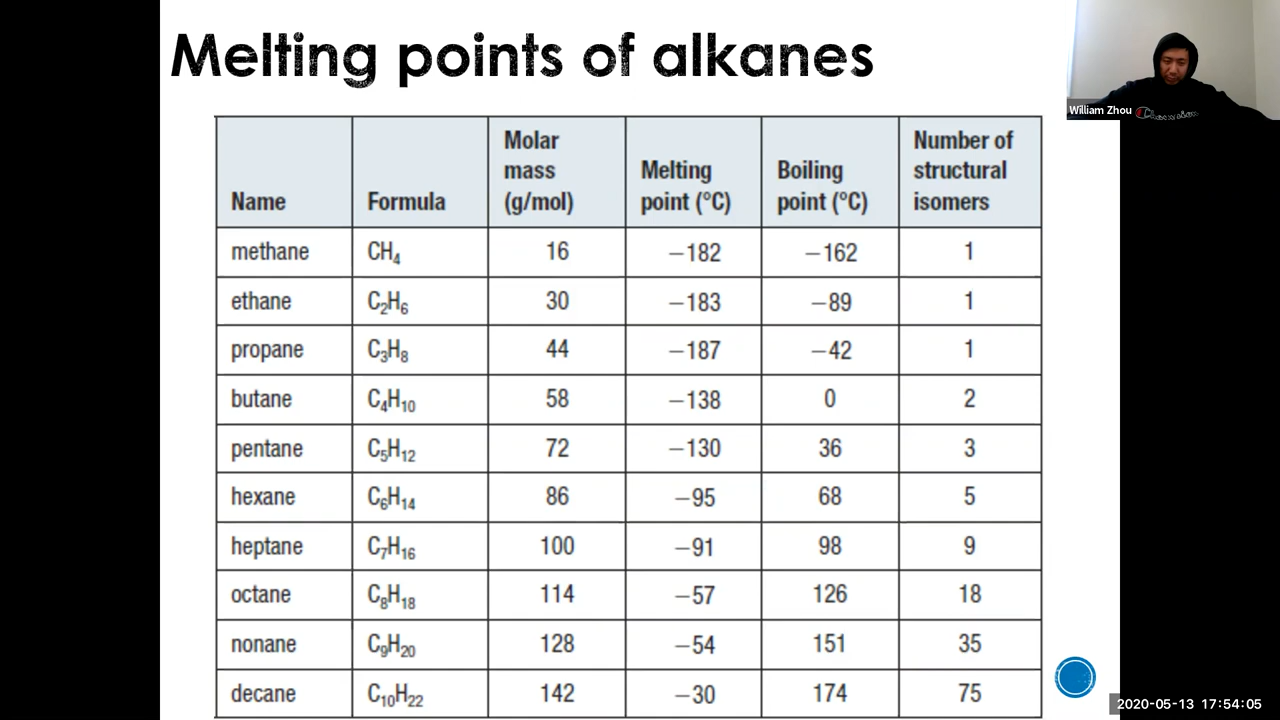 Melting points of alkanes
William Zhou
Name Formula Molar mass (g/mol) Melting point (°C) Boiling point (°C) Number of structural isomers
methane CH₄ 16 −182 −162 1
ethane C₂H₆ 30 −183 −89 1
propane C₃H₈ 44 −187 −42 1
butane C₄H₁₀ 58 −138 0 2
pentane C₅H₁₂ 72 −130 36 3
hexane C₆H₁₄ 86 −95 68 5
heptane C₇H₁₆ 100 −91 98 9
octane C₈H₁₈ 114 −57 126 18
nonane C₉H₂₀ 128 −54 151 35
decane C₁₀H₂₂ 142 −30 174 75
2020-05-13 17:54:05